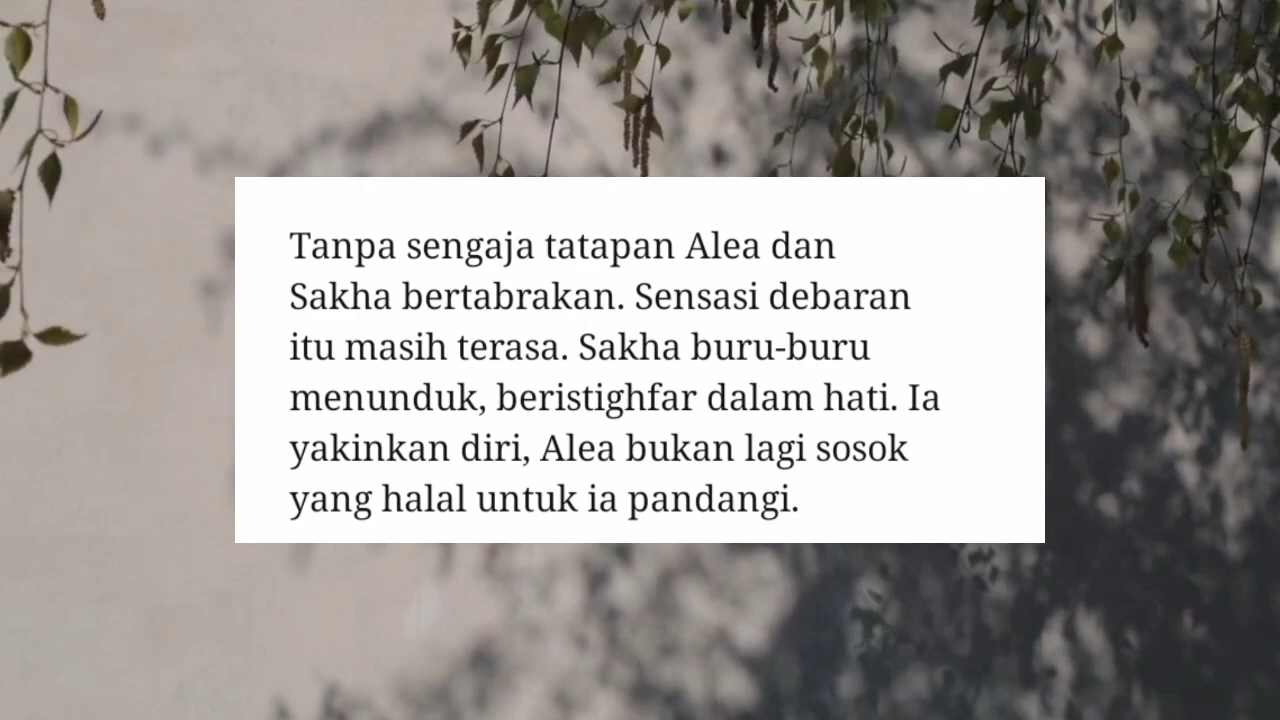 Tanpa sengaja tatapan Alea dan
Sakha bertabrakan. Sensasi debaran
itu masih terasa. Sakha buru-buru
menunduk, beristighfar dalam hati. Ia
yakinkan diri, Alea bukan lagi sosok
yang halal untuk ia pandangi.